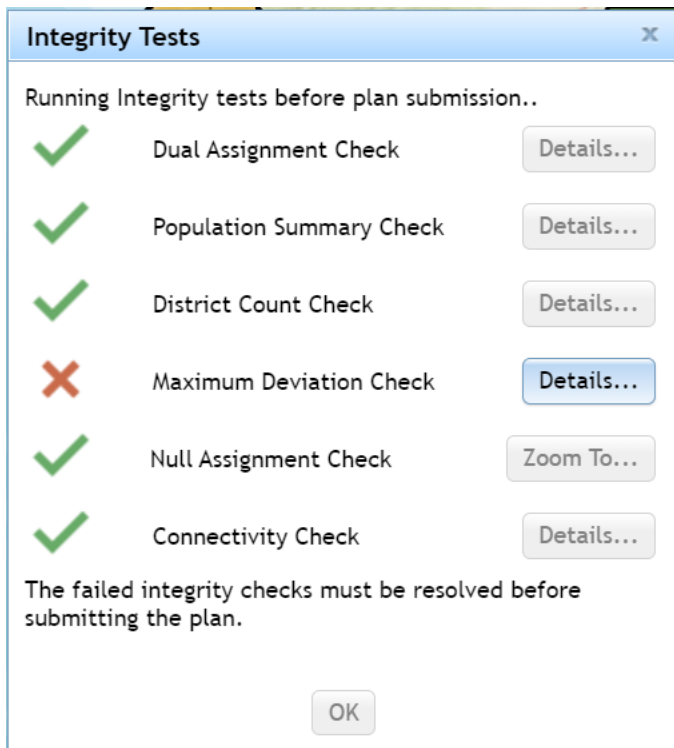 Integrity Tests x
Running Integrity tests before plan submission..
Dual Assignment Check Details...
Population Summary Check Details...
District Count Check Details...
Maximum Deviation Check Details...
Null Assignment Check Zoom To...
Connectivity Check Details...
The failed integrity checks must be resolved before
submitting the plan.
OK